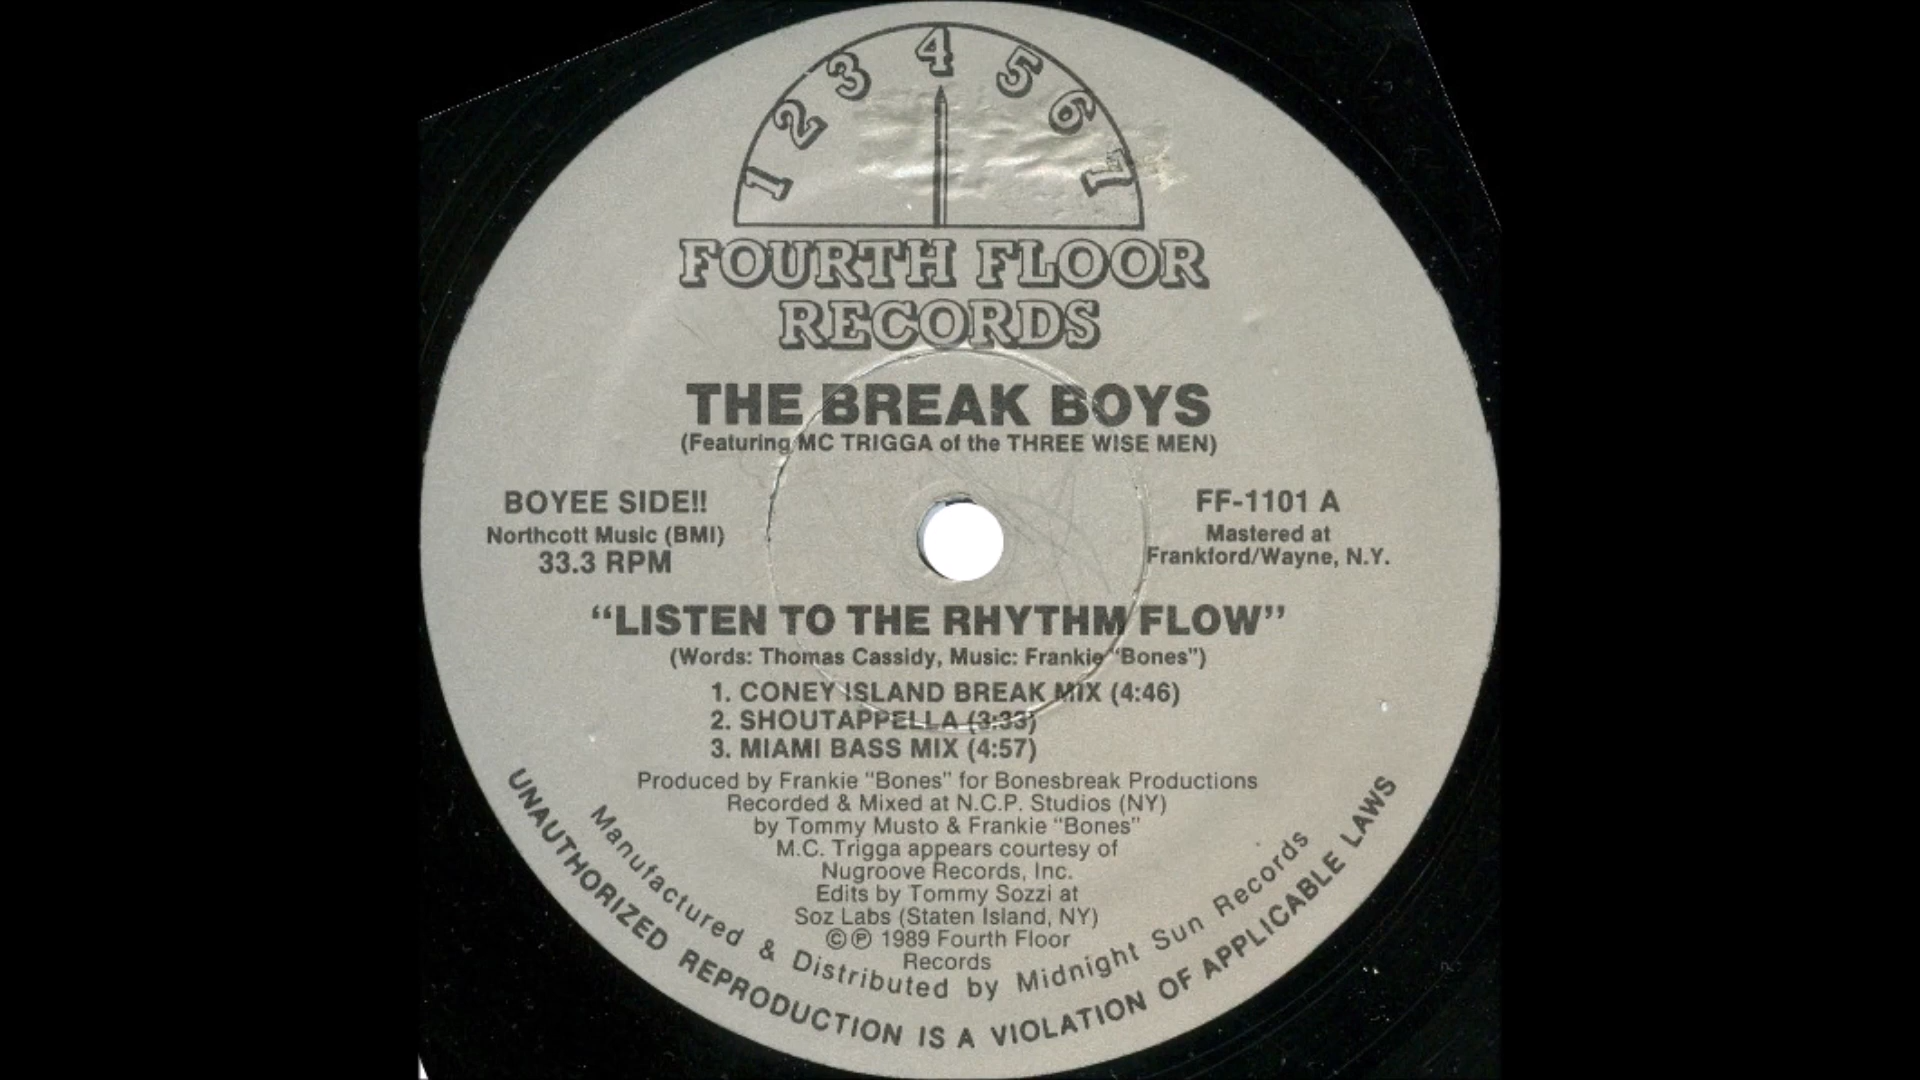 1 2 3 4 5 6 7
FOURTH FLOOR
RECORDS
THE BREAK BOYS
(Featuring MC TRIGGA of the THREE WISE MEN)
BOYEE SIDE!!
Northcott Music (BMI)
33.3 RPM
FF-1101 A
Mastered at
Frankford/Wayne, N.Y.
“LISTEN TO THE RHYTHM FLOW”
(Words: Thomas Cassidy, Music: Frankie “Bones”)
1. CONEY ISLAND BREAK MIX (4:46)
2. SHOUTAPPELLA (3:33)
3. MIAMI BASS MIX (4:57)
Produced by Frankie “Bones” for Bonesbreak Productions
Recorded & Mixed at N.C.P. Studios (NY)
by Tommy Musto & Frankie “Bones”
M.C. Trigga appears courtesy of
Nugroove Records, Inc.
Edits by Tommy Sozzi at
Soz Labs (Staten Island, NY)
©℗ 1989 Fourth Floor
Records
Manufactured & Distributed by Midnight Sun Records
UNAUTHORIZED REPRODUCTION IS A VIOLATION OF APPLICABLE LAWS